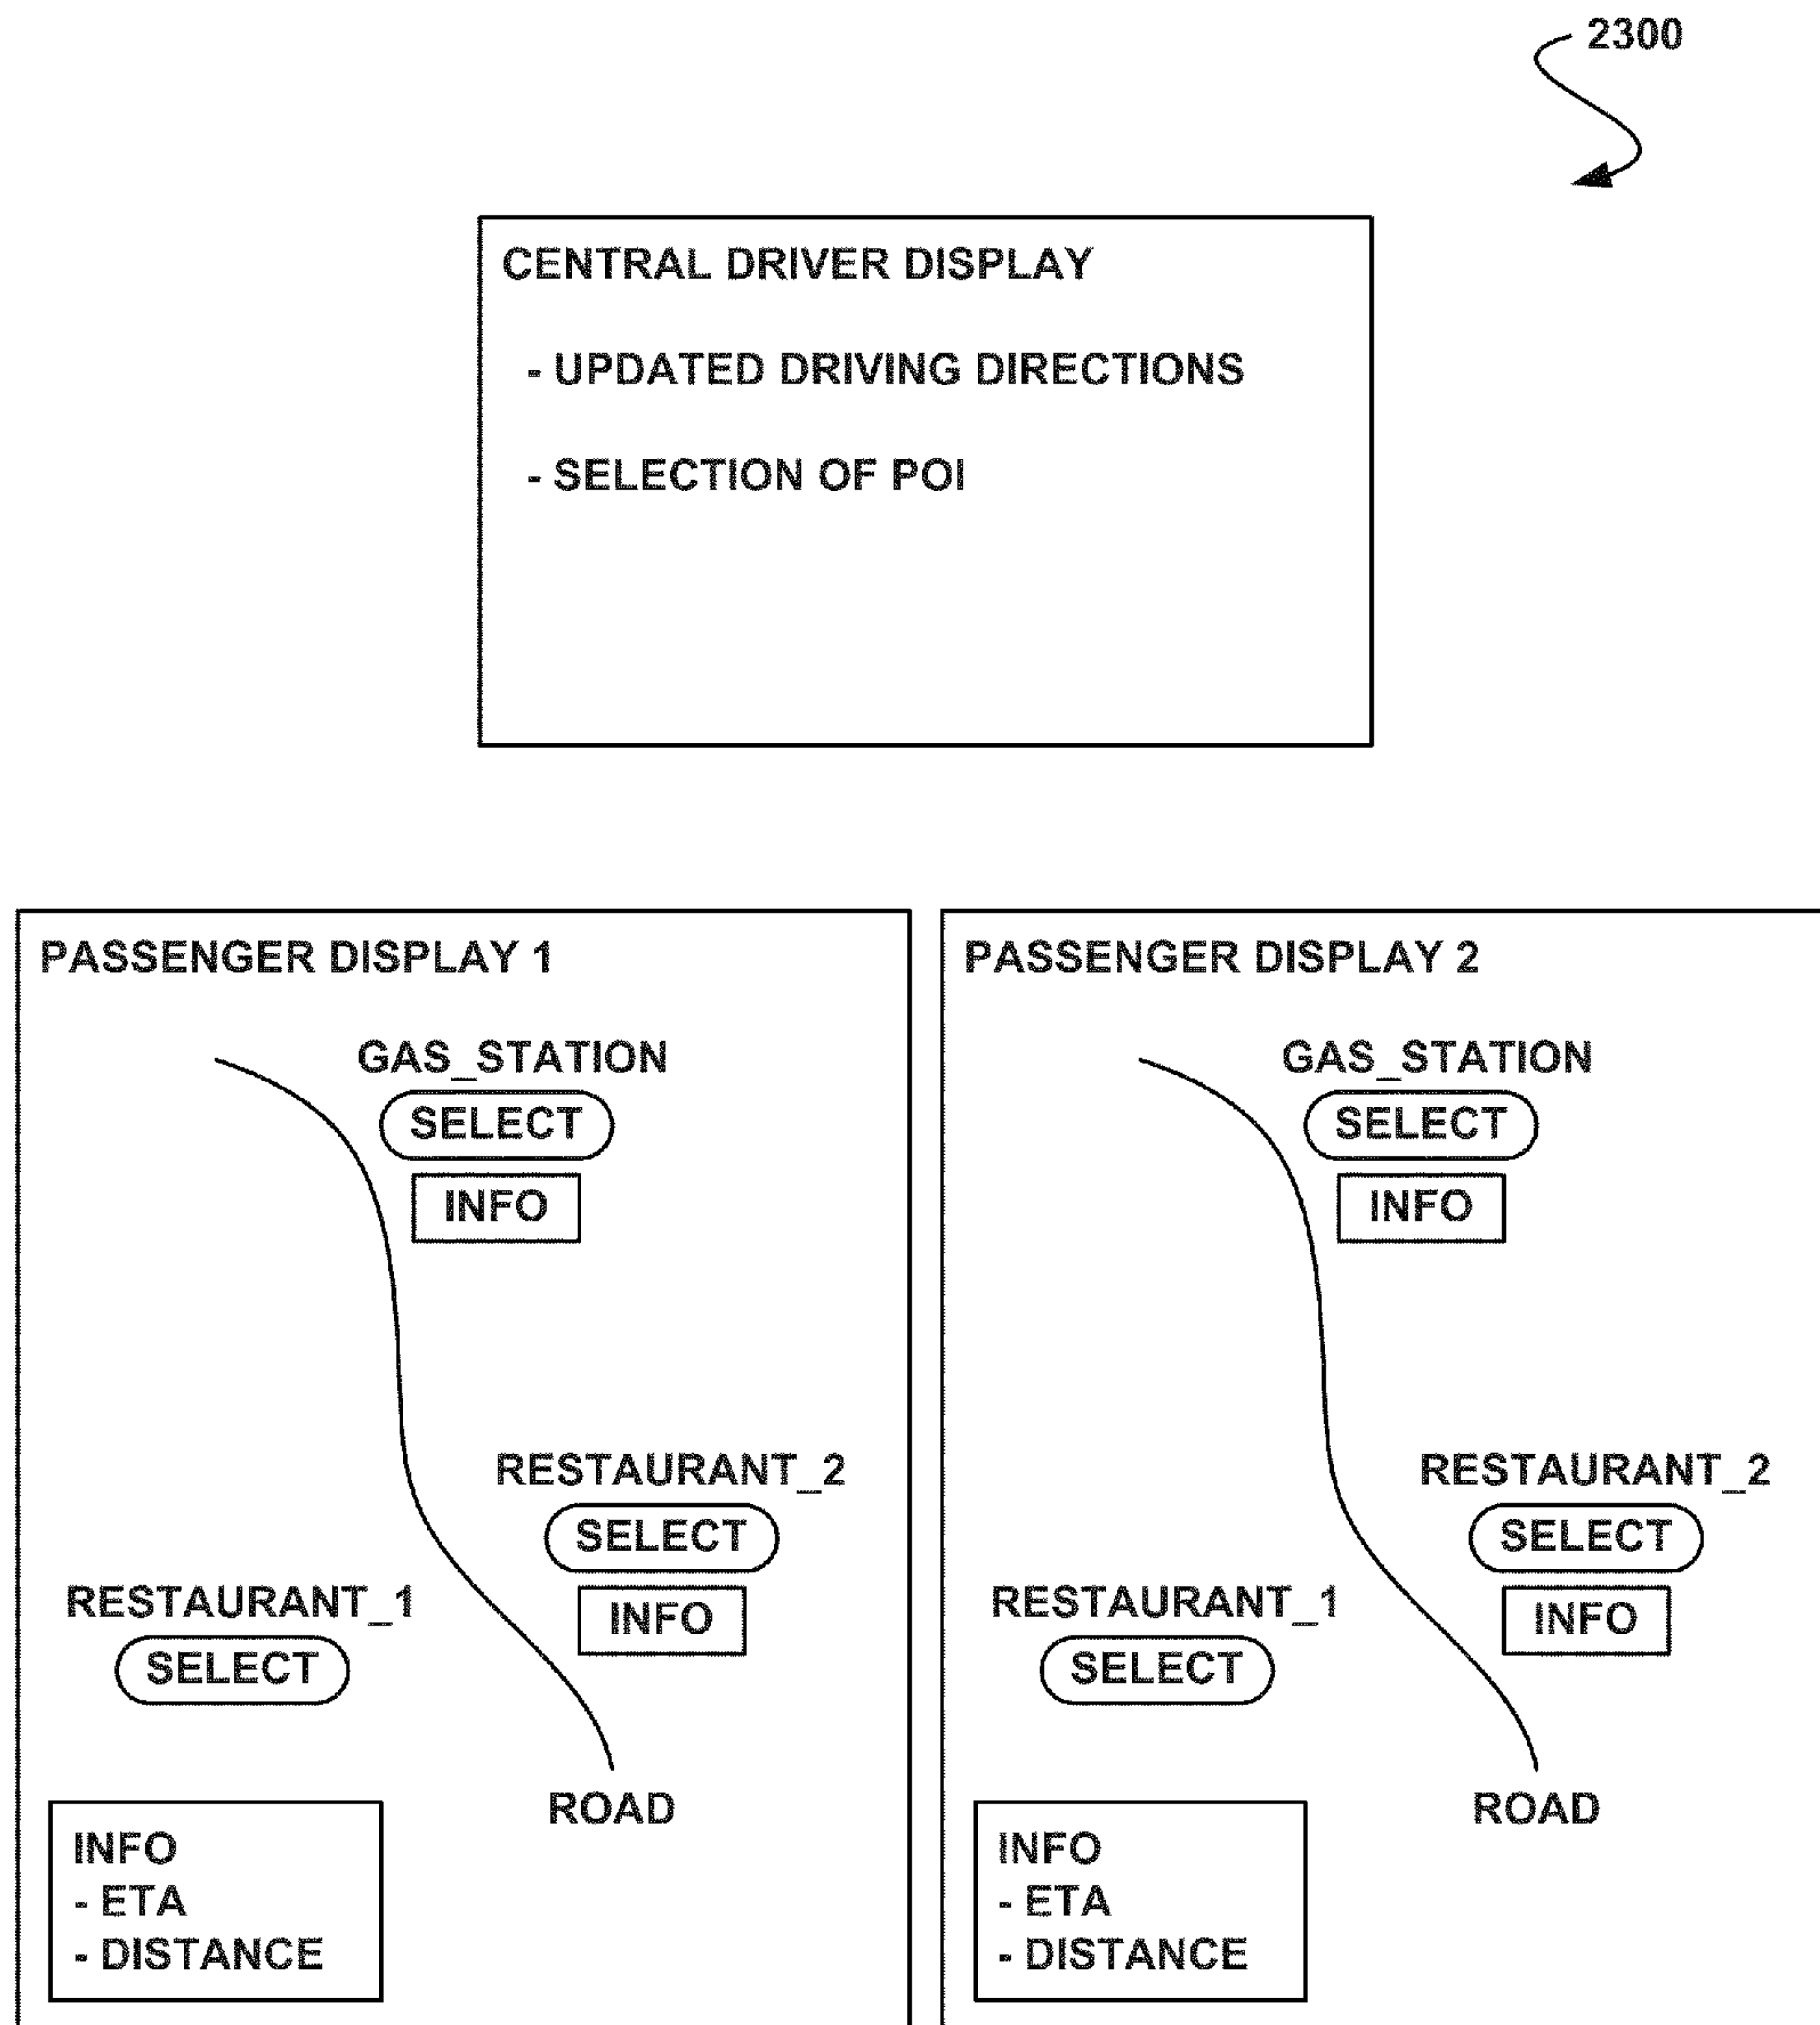 2300
CENTRAL DRIVER DISPLAY
- UPDATED DRIVING DIRECTIONS
- SELECTION OF POI
PASSENGER DISPLAY 1
GAS_STATION
SELECT
INFO
RESTAURANT_2
SELECT
INFO
RESTAURANT_1
SELECT
ROAD
INFO
- ETA
- DISTANCE
PASSENGER DISPLAY 2
GAS_STATION
SELECT
INFO
RESTAURANT_2
SELECT
INFO
RESTAURANT_1
SELECT
ROAD
INFO
- ETA
- DISTANCE